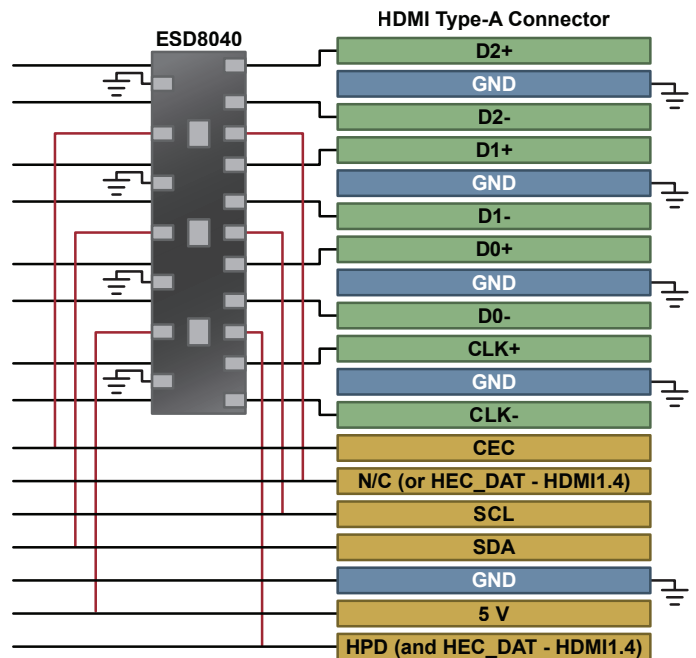 HDMI Type-A Connector
ESD8040
D2+
GND
D2-
D1+
GND
D1-
D0+
GND
D0-
CLK+
GND
CLK-
CEC
N/C (or HEC_DAT - HDMI1.4)
SCL
SDA
GND
5 V
HPD (and HEC_DAT - HDMI1.4)